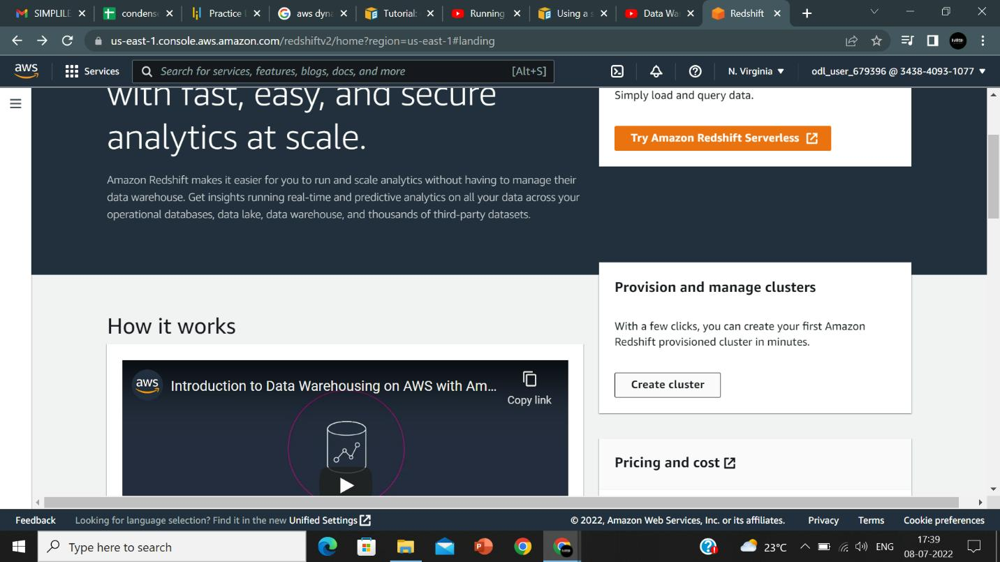 SIMPLILE
condens
Practice
aws dyn
Tutorial:
Running
Using a s
Data Wa
Redshift
us-east-1.console.aws.amazon.com/redshiftv2/home?region=us-east-1#landing
aws
Services
Search for services, features, blogs, docs, and more
[Alt+S]
N. Virginia
odl_user_679396 @ 3438-4093-1077
with fast, easy, and secure
analytics at scale.
Amazon Redshift makes it easier for you to run and scale analytics without having to manage their
data warehouse. Get insights running real-time and predictive analytics on all your data across your
operational databases, data lake, data warehouse, and thousands of third-party datasets.
Simply load and query data.
Try Amazon Redshift Serverless
Provision and manage clusters
With a few clicks, you can create your first Amazon
Redshift provisioned cluster in minutes.
Create cluster
How it works
aws
Introduction to Data Warehousing on AWS with Am...
Copy link
Pricing and cost
Feedback
Looking for language selection? Find it in the new Unified Settings
© 2022, Amazon Web Services, Inc. or its affiliates.
Privacy
Terms
Cookie preferences
Type here to search
23°C
ENG
17:39
08-07-2022